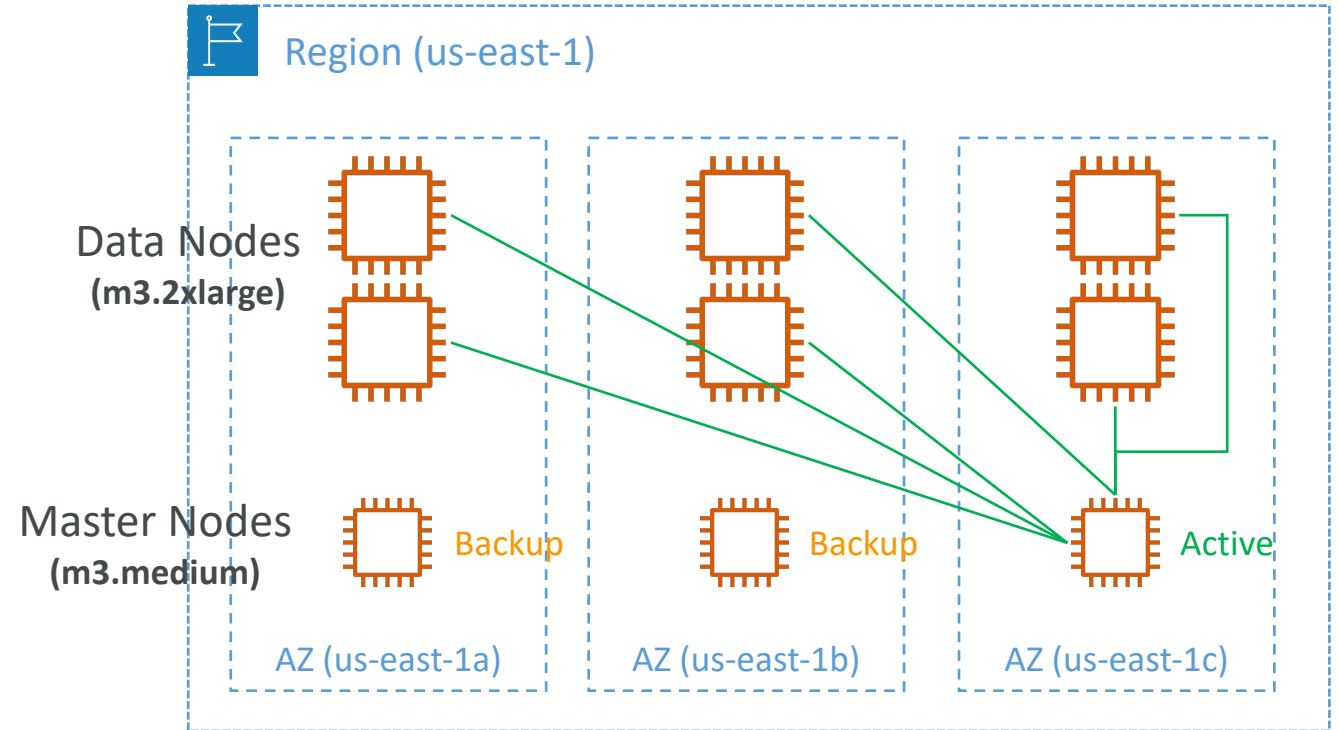 Region (us-east-1)
Data Nodes
(m3.2xlarge)
Master Nodes
(m3.medium)
Backup
Backup
Active
AZ (us-east-1a)
AZ (us-east-1b)
AZ (us-east-1c)